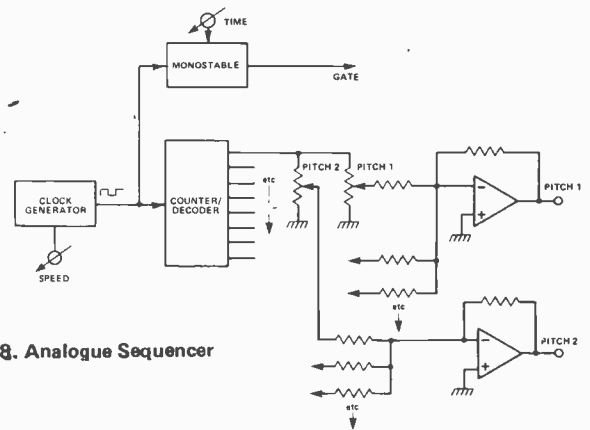 TIME
MONOSTABLE
GATE
CLOCK
GENERATOR
SPEED
COUNTER/
DECODER
etc
PITCH 2
PITCH 1
-
+
PITCH 1
etc
-
+
PITCH 2
etc
8. Analogue Sequencer